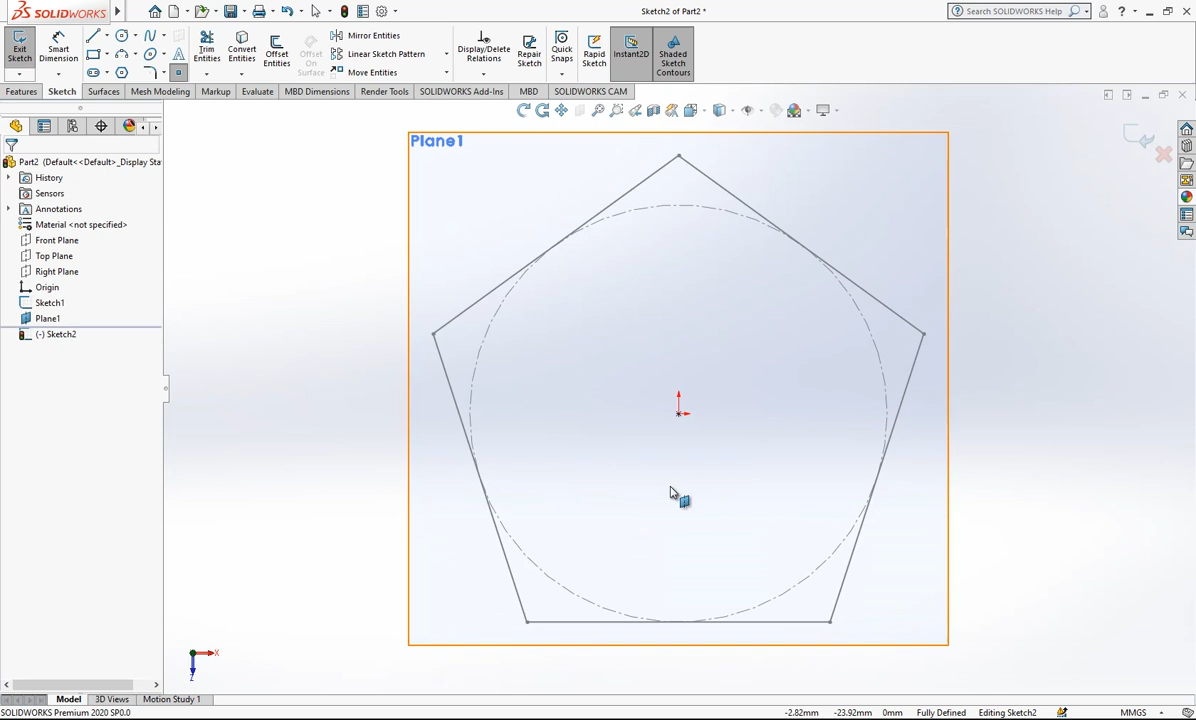 SOLIDWORKS
Sketch2 of Part2 *
Search SOLIDWORKS Help
Exit Sketch
Smart Dimension
Trim Entities
Convert Entities
Offset Entities
Offset On Surface
Mirror Entities
Linear Sketch Pattern
Move Entities
Display/Delete Relations
Repair Sketch
Quick Snaps
Rapid Sketch
Instant2D
Shaded Sketch Contours
Features
Sketch
Surfaces
Mesh Modeling
Markup
Evaluate
MBD Dimensions
Render Tools
SOLIDWORKS Add-Ins
MBD
SOLIDWORKS CAM
Plane1
Part2 (Default<<Default>_Display Sta
History
Sensors
Annotations
Material <not specified>
Front Plane
Top Plane
Right Plane
Origin
Sketch1
Plane1
(-) Sketch2
X
Z
Model
3D Views
Motion Study 1
SOLIDWORKS Premium 2020 SP0.0
-2.82mm
-23.92mm
0mm
Fully Defined
Editing Sketch2
MMGS